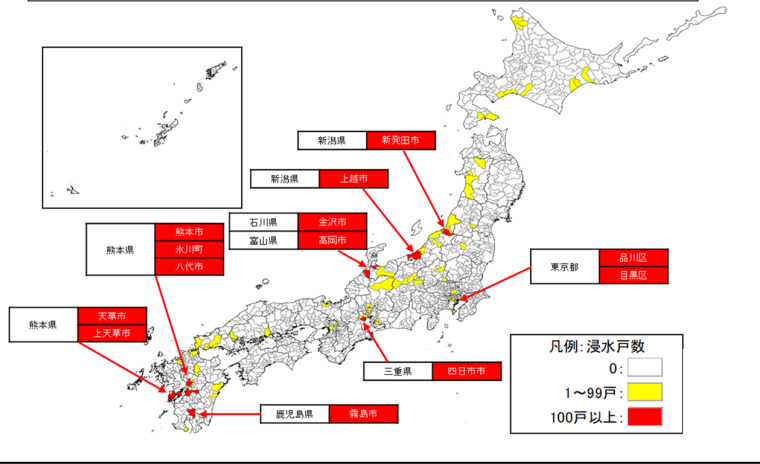 新潟県 新発田市
新潟県 上越市
石川県 金沢市
富山県 高岡市
熊本県 熊本市
氷川町
八代市
東京都 品川区
目黒区
熊本県 天草市
上天草市
三重県 四日市市
鹿児島県 霧島市
凡例:浸水戸数
0:
1～99戸:
100戸以上: